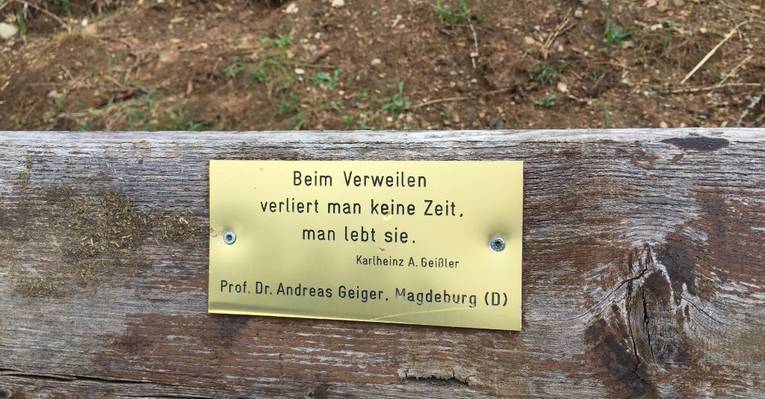 Beim Verweilen
verliert man keine Zeit,
man lebt sie.
Karlheinz A. Geißler
Prof. Dr. Andreas Geiger, Magdeburg (D)